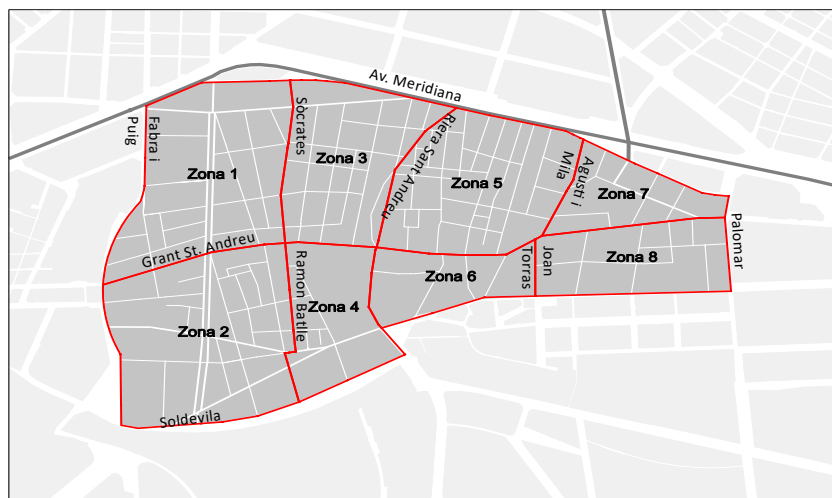 Av. Meridiana
Fabra i
Puig
Sòcrates
Riera Sant Andreu
Zona 1
Zona 3
Zona 5
Agustí i
Mila
Zona 7
Grant St. Andreu
Palomar
Zona 2
Ramon Batlle
Zona 4
Zona 6
Joan
Torras
Zona 8
Soldevila